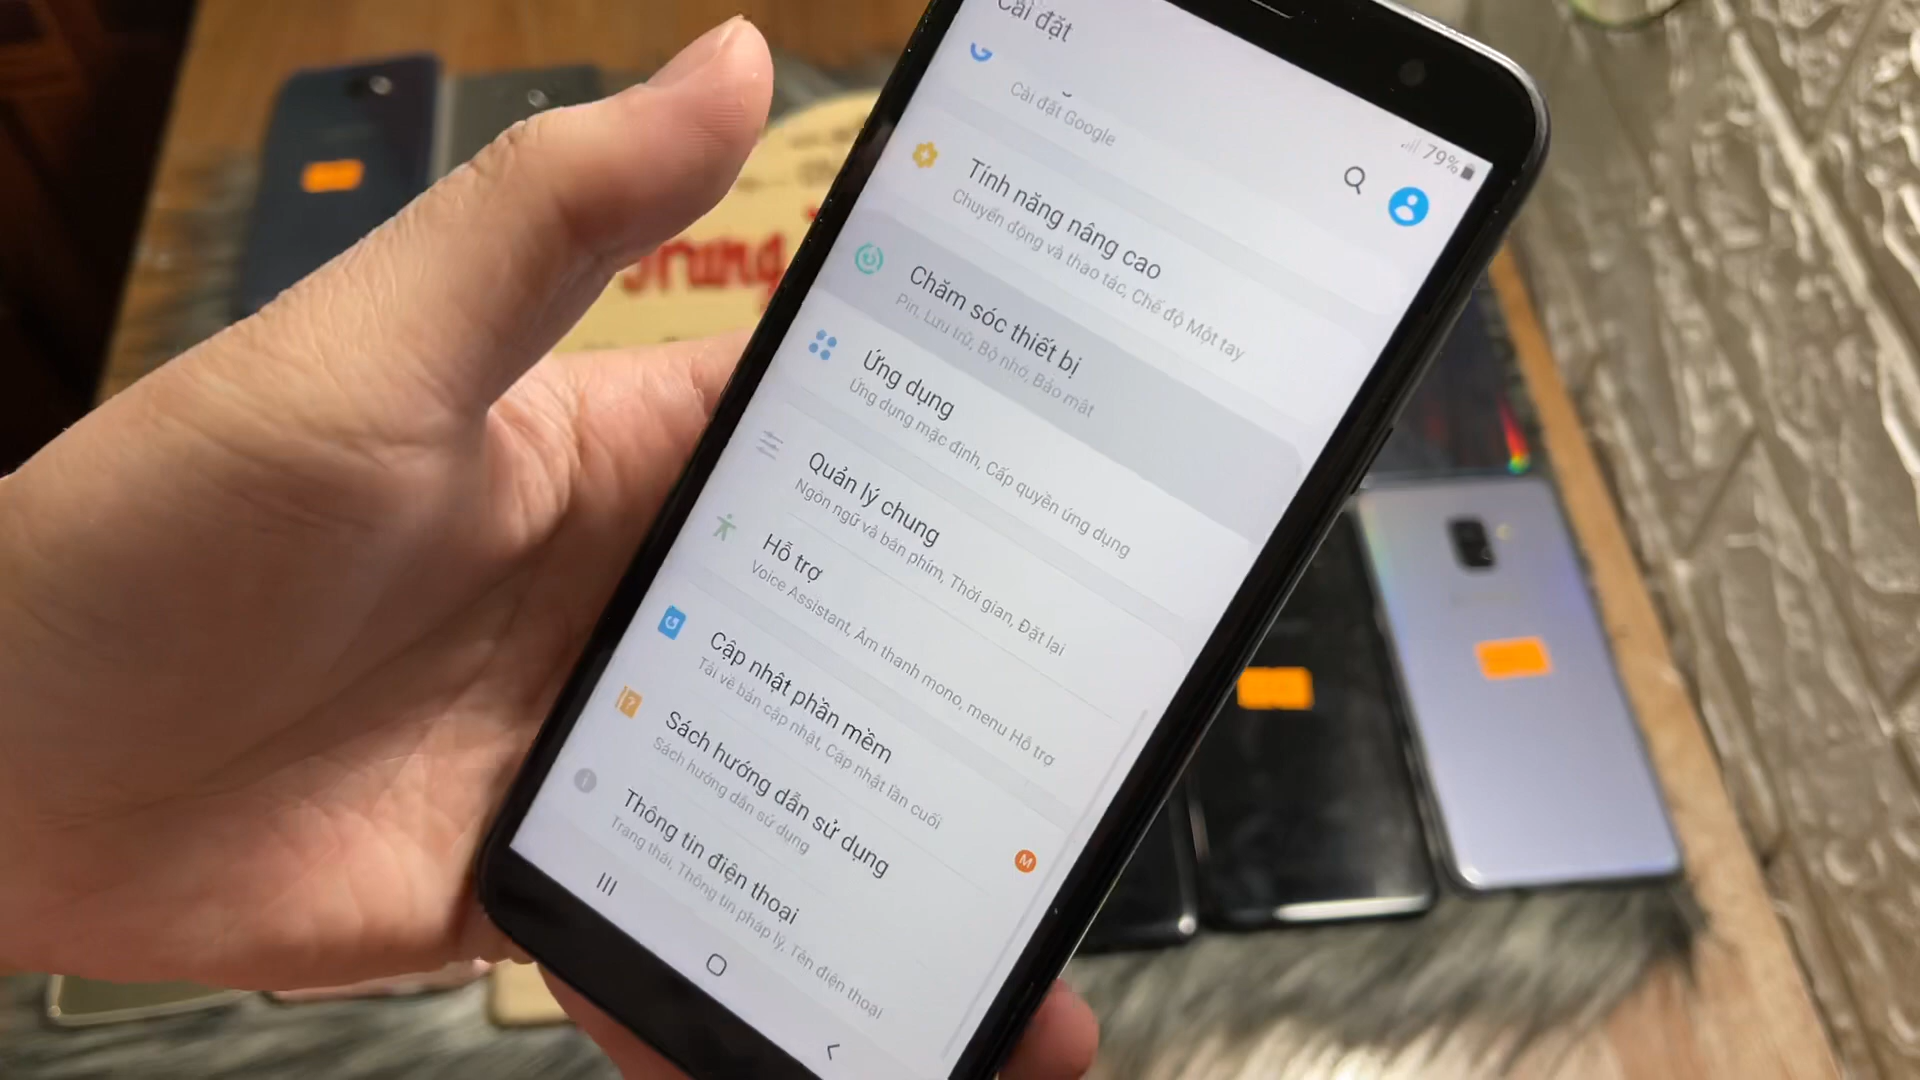 Cài đặt
79%
Cài đặt Google
Tính năng nâng cao
Chuyển động và thao tác, Chế độ Một tay
Chăm sóc thiết bị
Pin, Lưu trữ, Bộ nhớ, Bảo mật
Ứng dụng
Ứng dụng mặc định, Cấp quyền ứng dụng
Quản lý chung
Ngôn ngữ và bàn phím, Thời gian, Đặt lại
Hỗ trợ
Voice Assistant, Âm thanh mono, menu Hỗ trợ
Cập nhật phần mềm
Tải về bản cập nhật, Cập nhật lần cuối
Sách hướng dẫn sử dụng
Sách hướng dẫn sử dụng
M
Thông tin điện thoại
Trạng thái, Thông tin pháp lý, Tên điện thoại
Trung